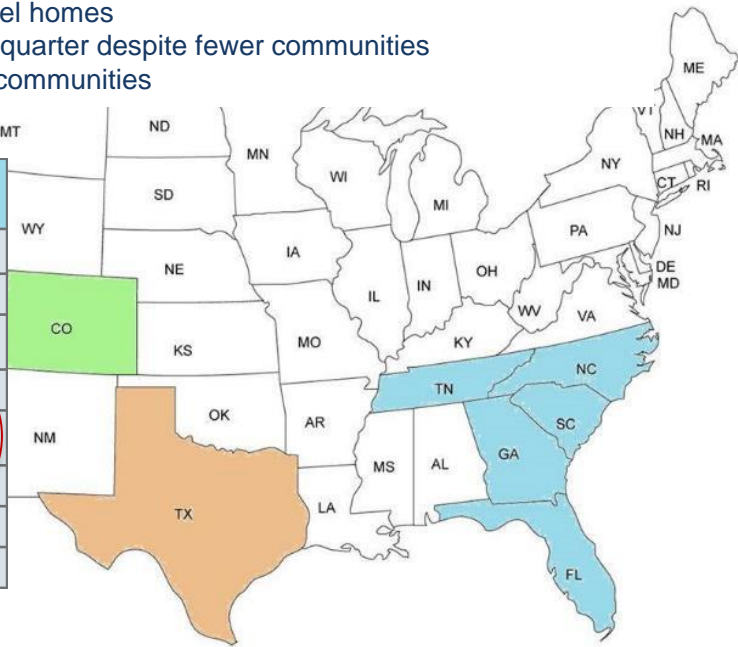 el homes
quarter despite fewer communities
communities
ME
VT
MT
ND
MN
NH
MA
WI
NY
SD
MI
CT
RI
WY
PA
NJ
IA
NE
OH
DE
IN
MD
IL
WV
VA
CO
MO
KY
KS
NC
TN
OK
AR
SC
NM
GA
MS
AL
TX
LA
FL